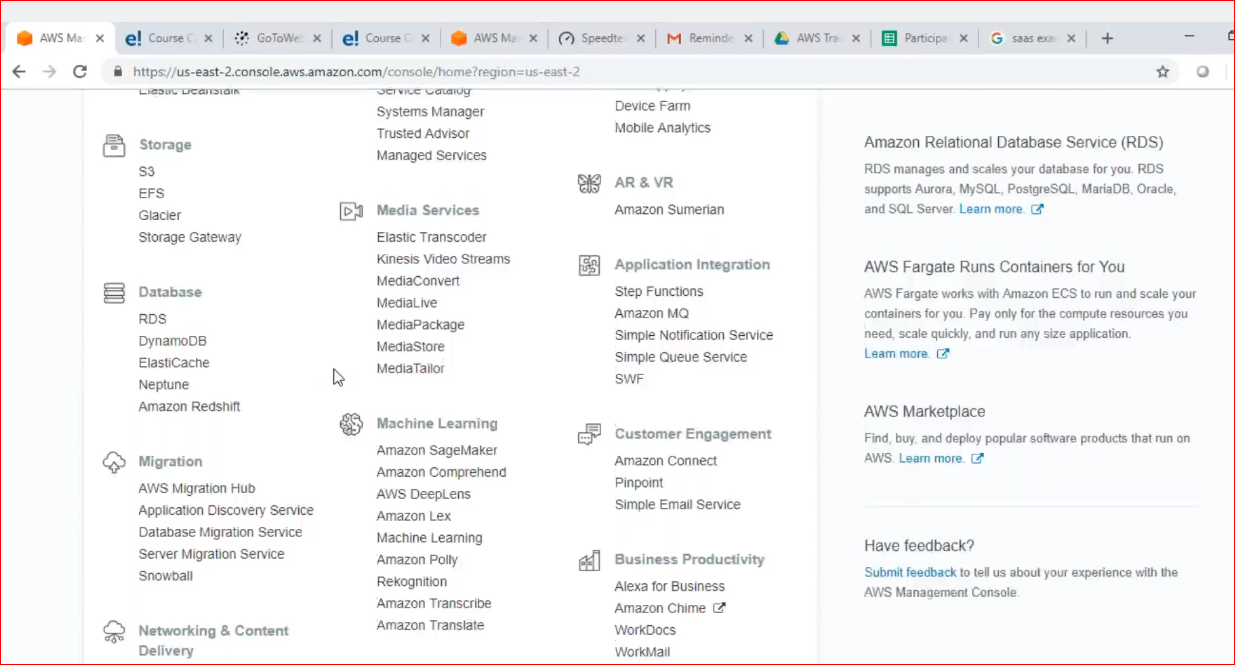 AWS Mar
Course C
GoToWeb
Course C
AWS Mar
Speedtes
Reminde
AWS Trai
Participa
saas exa
https://us-east-2.console.aws.amazon.com/console/home?region=us-east-2
Elastic Beanstalk
Storage
S3
EFS
Glacier
Storage Gateway
Database
RDS
DynamoDB
ElastiCache
Neptune
Amazon Redshift
Migration
AWS Migration Hub
Application Discovery Service
Database Migration Service
Server Migration Service
Snowball
Networking & Content
Delivery
Service Catalog
Systems Manager
Trusted Advisor
Managed Services
Media Services
Elastic Transcoder
Kinesis Video Streams
MediaConvert
MediaLive
MediaPackage
MediaStore
MediaTailor
Machine Learning
Amazon SageMaker
Amazon Comprehend
AWS DeepLens
Amazon Lex
Machine Learning
Amazon Polly
Rekognition
Amazon Transcribe
Amazon Translate
Device Farm
Mobile Analytics
AR & VR
Amazon Sumerian
Application Integration
Step Functions
Amazon MQ
Simple Notification Service
Simple Queue Service
SWF
Customer Engagement
Amazon Connect
Pinpoint
Simple Email Service
Business Productivity
Alexa for Business
Amazon Chime
WorkDocs
WorkMail
Amazon Relational Database Service (RDS)
RDS manages and scales your database for you. RDS
supports Aurora, MySQL, PostgreSQL, MariaDB, Oracle,
and SQL Server. Learn more.
AWS Fargate Runs Containers for You
AWS Fargate works with Amazon ECS to run and scale your
containers for you. Pay only for the compute resources you
need, scale quickly, and run any size application.
Learn more.
AWS Marketplace
Find, buy, and deploy popular software products that run on
AWS. Learn more.
Have feedback?
Submit feedback to tell us about your experience with the
AWS Management Console.